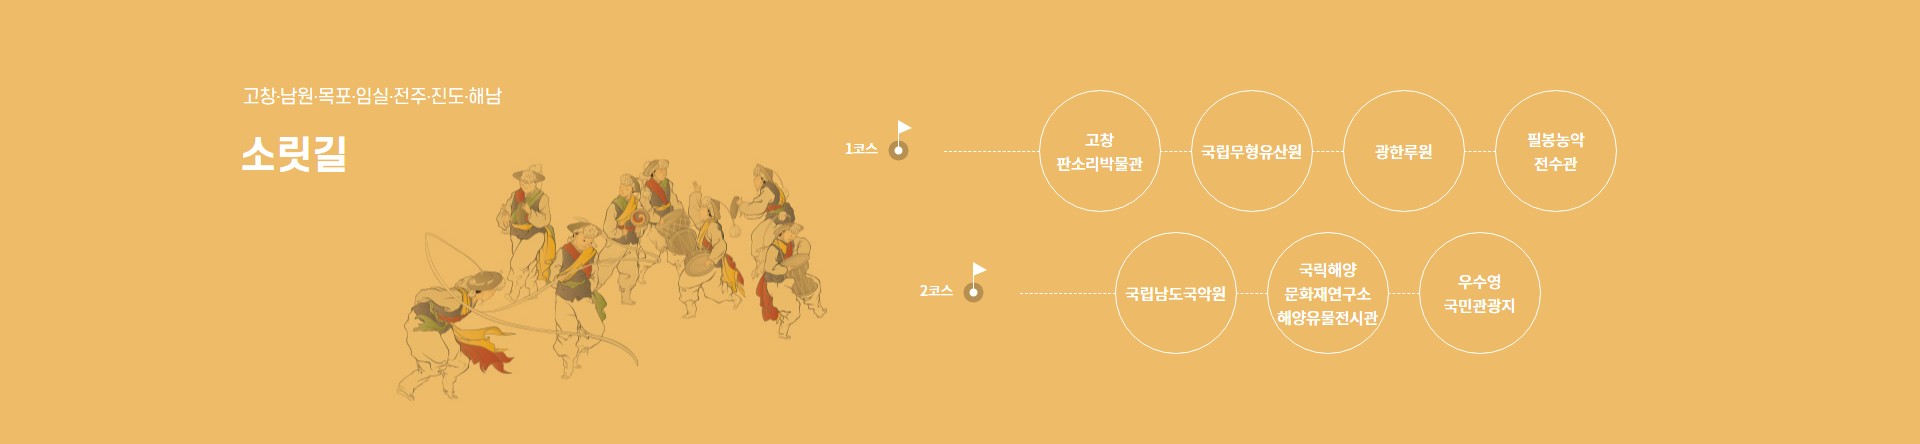 고창·남원·목포·임실·전주·진도·해남
소릿길
1코스
고창
판소리박물관
국립무형유산원
광한루원
필봉농악
전수관
2코스
국립남도국악원
국릭해양
문화재연구소
해양유물전시관
우수영
국민관광지